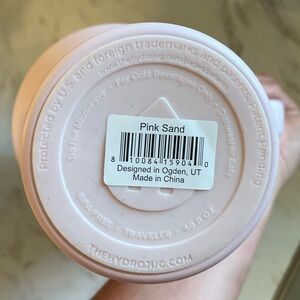 Protected by U.S. and foreign trademarks and patents. Patent Pending
www.thehydrojug.com/pages/patents
Do Not Microwave • For Cold Beverages Only • Dishwasher Safe
Pink Sand
8 10084 15904 0
Designed in Ogden, UT
Made in China
BPA FREE • TRAVELER • 40 fl oz
THEHYDROJUG.COM